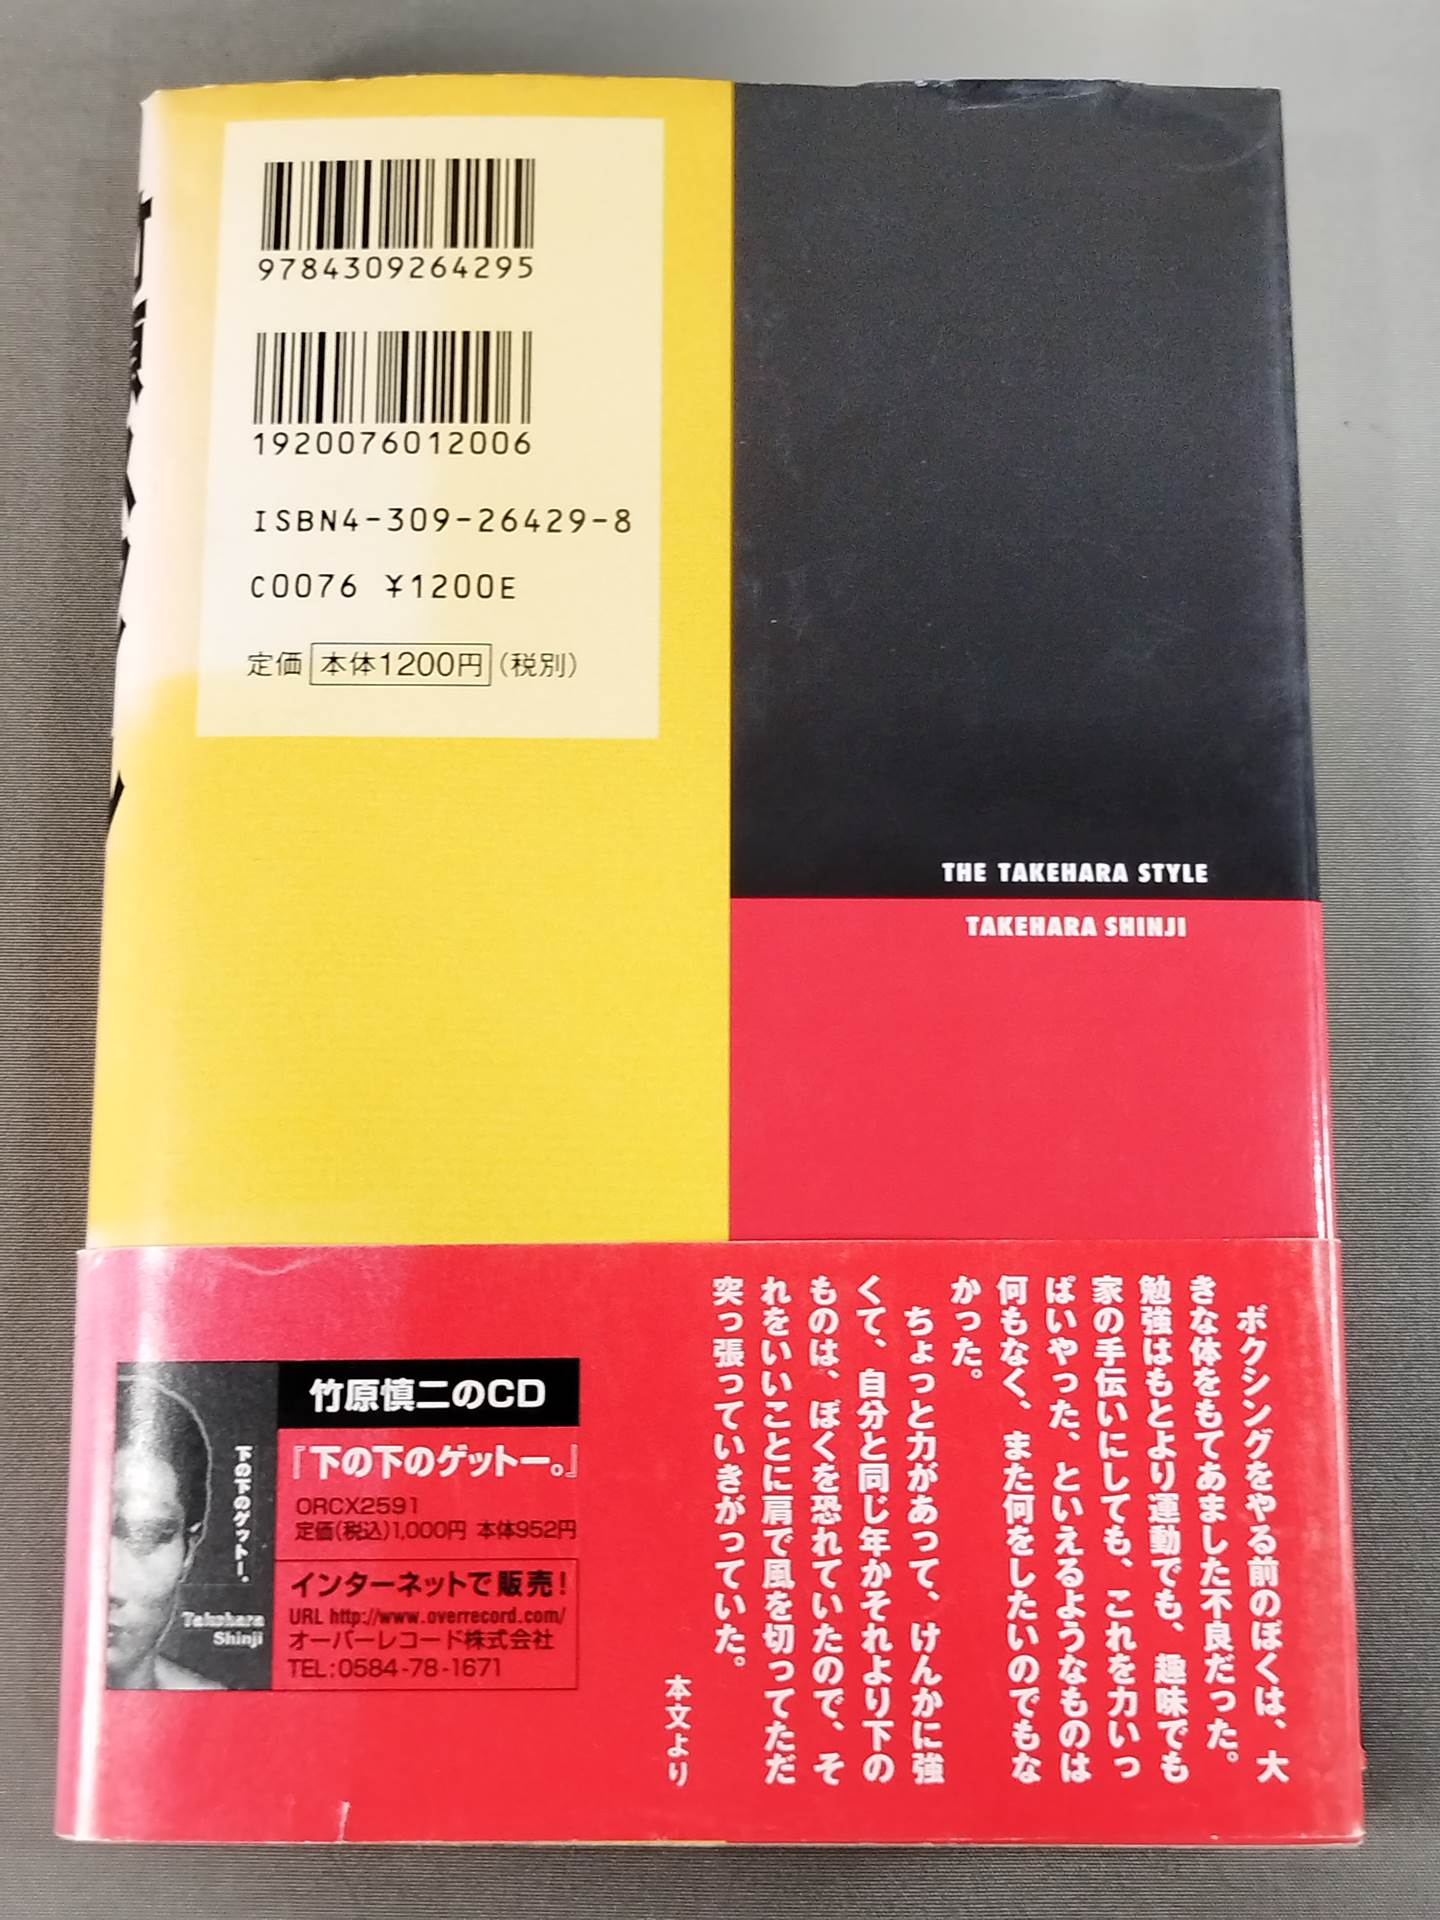 9784309264295
1920076012006
ISBN4-309-26429-8
C0076 ¥1200E
定価 本体1200円 (税別)
THE TAKEHARA STYLE
TAKEHARA SHINJI
ボクシングをやる前のぼくは、大
きな体をもてあました不良だった。
勉強はもとより運動でも、趣味でも
家の手伝いにしても、これを力いっ
ぱいやった、といえるようなものは
何もなく、また何をしたいのでもな
かった。
ちょっと力があって、けんかに強
くて、自分と同じ年かそれより下の
ものは、ぼくを恐れていたので、そ
れをいいことに肩で風を切ってただ
突っ張っていきがっていた。
本文より
竹原慎二のCD
『下の下のゲットー。』
ORCX2591
定価(税込)1,000円 本体952円
インターネットで販売!
URL http://www.overrecord.com/
オーバーレコード株式会社
TEL:0584-78-1671
下の下のゲットー。
Takehara
Shinji